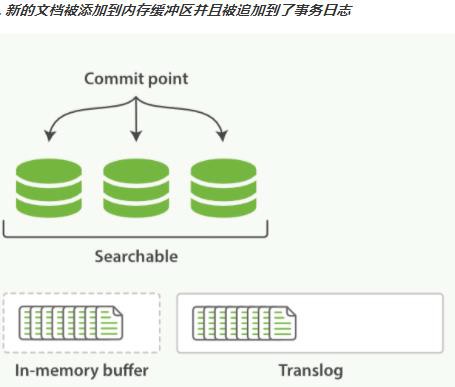 新的文档被添加到内存缓冲区并且被追加到了事务日志
Commit point
Searchable
In-memory buffer
Translog